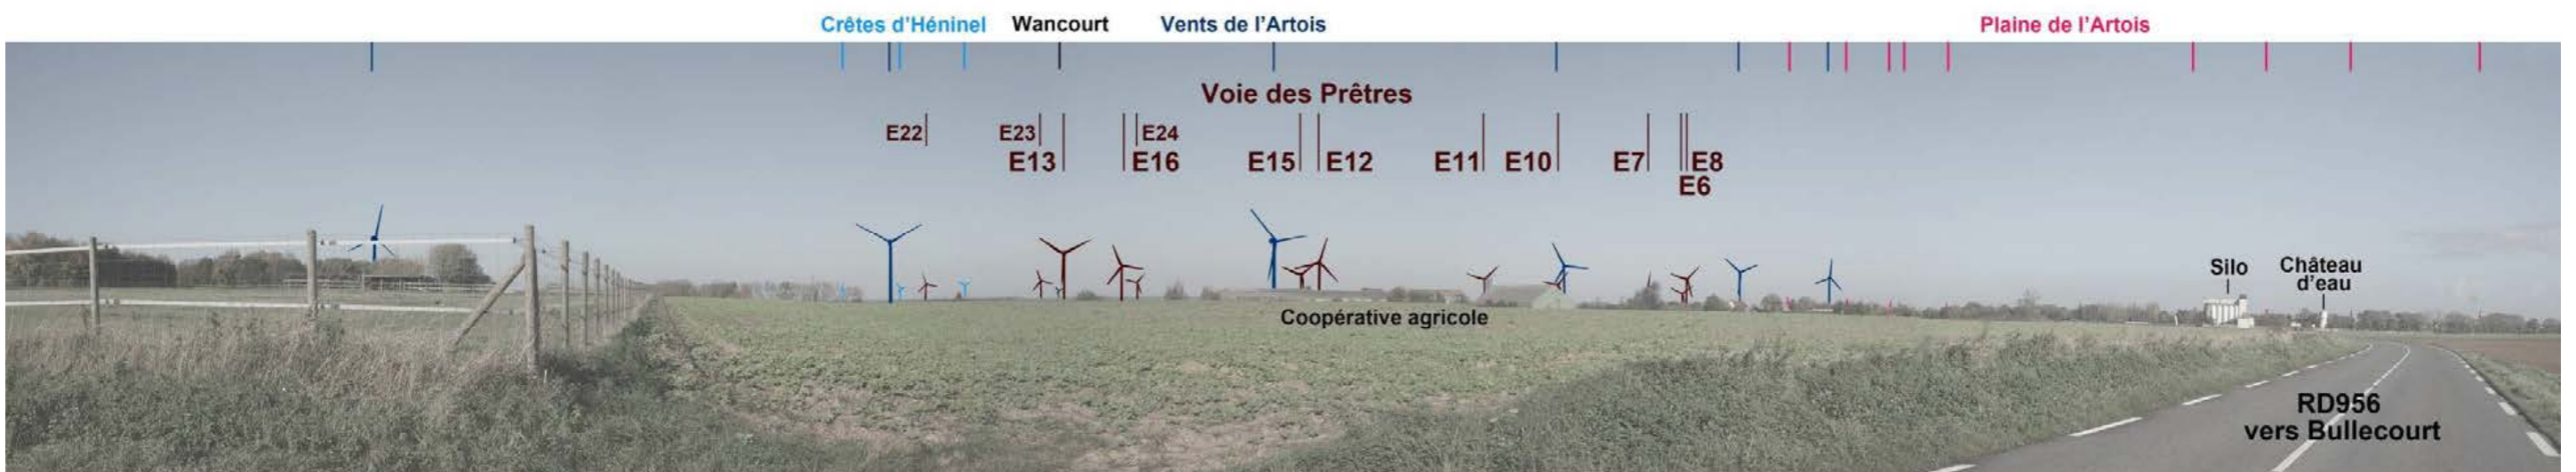 Crêtes d'Héninel Wancourt Vents de l'Artois Plaine de l'Artois
Voie des Prêtres
E22 E23 E24
E13 E16 E15 E12 E11 E10 E7 E8
E6
Silo Château
d'eau
Coopérative agricole
RD956
vers Bullecourt